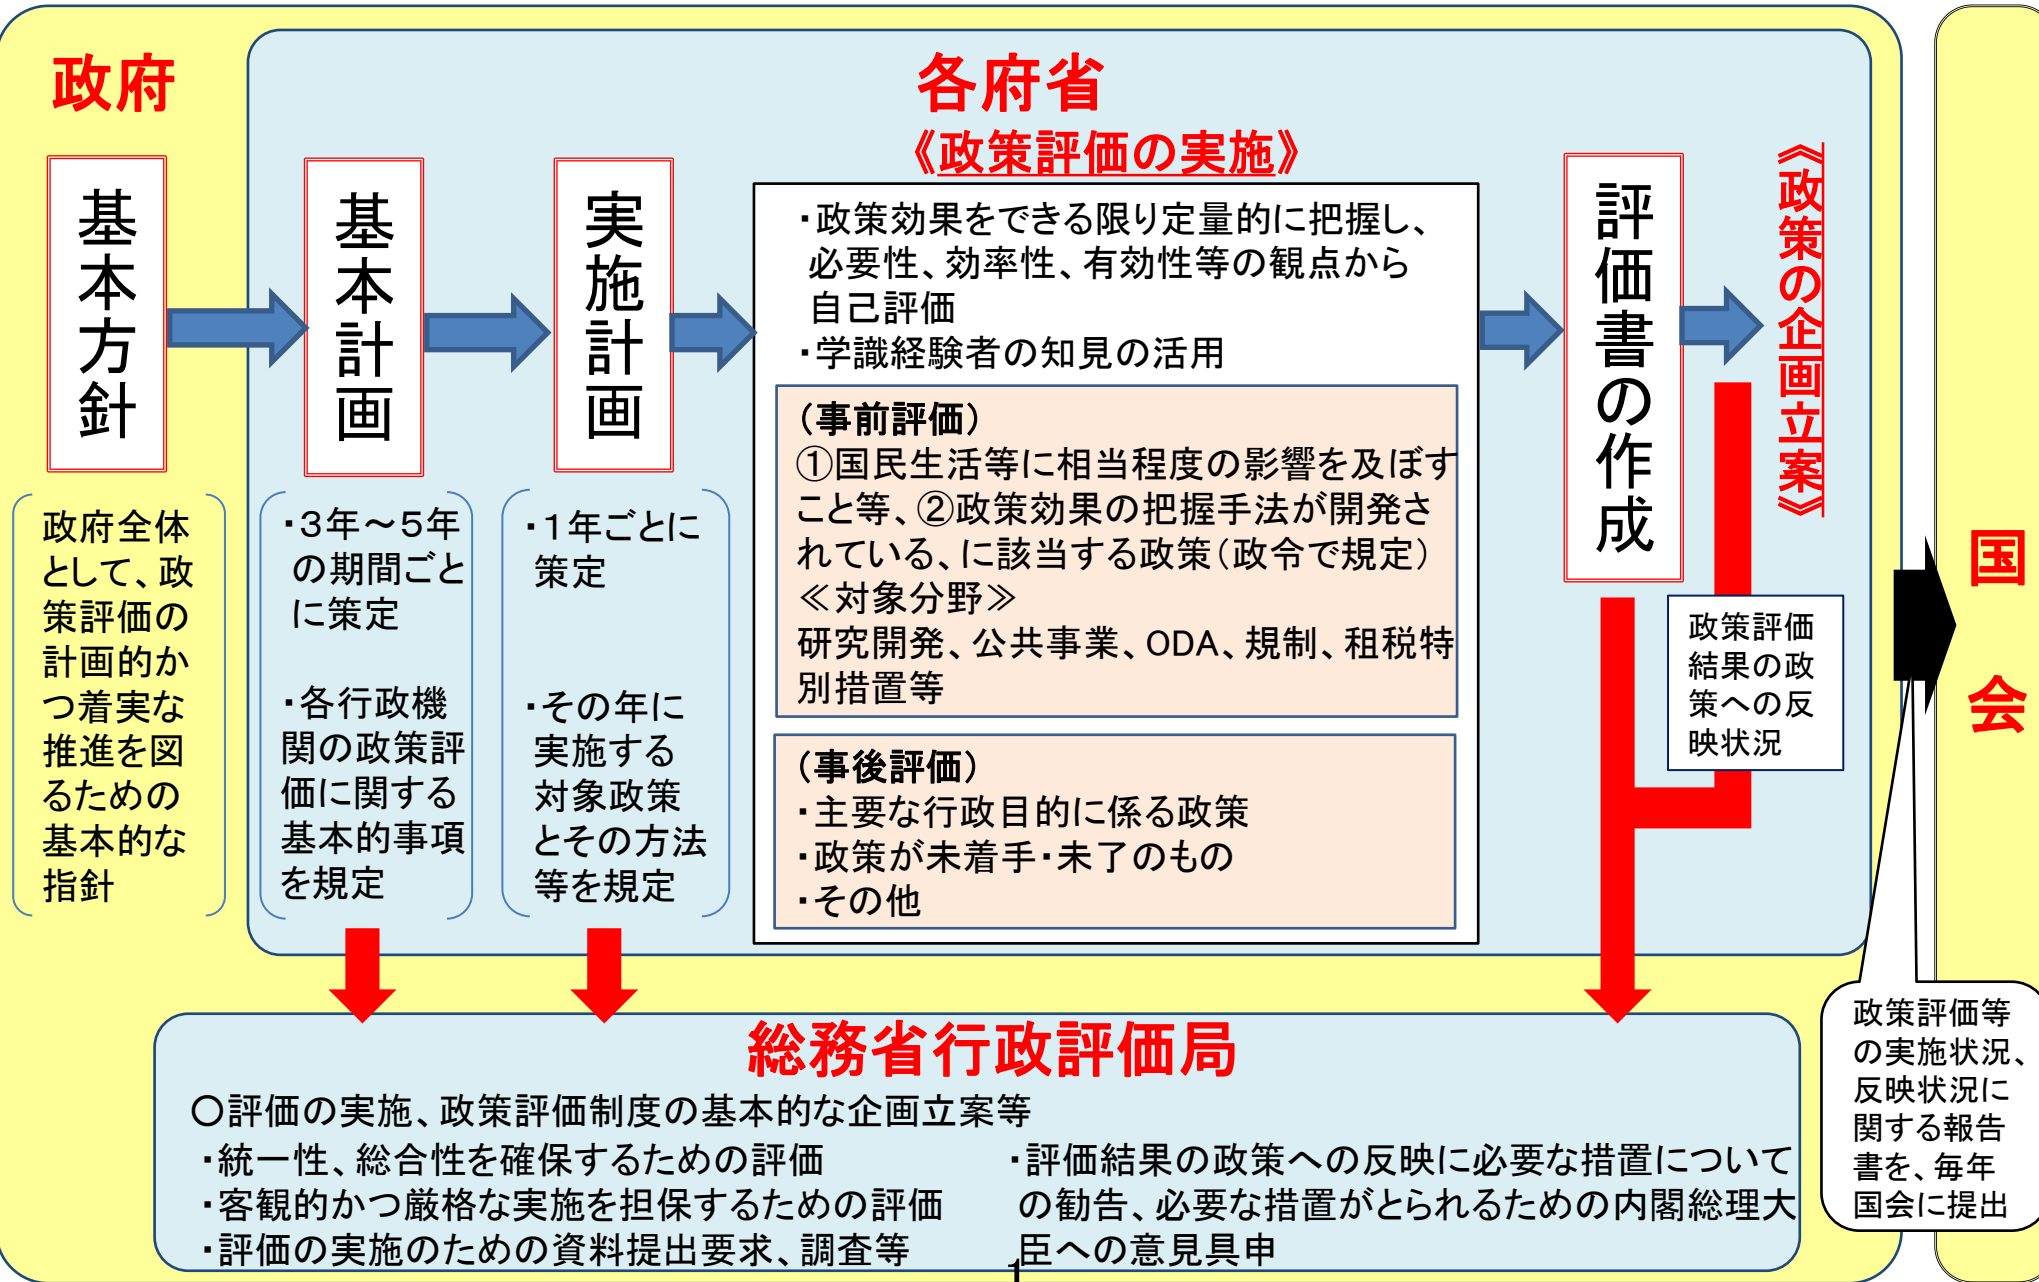 政府
各府省
《政策評価の実施》
基本方針
政府全体
として、政
策評価の
計画的か
つ着実な
推進を図
るための
基本的な
指針
基本計画
・3年～5年
の期間ごと
に策定
・各行政機
関の政策評
価に関する
基本的事項
を規定
実施計画
・１年ごとに
策定
・その年に
実施する
対象政策
とその方法
等を規定
・政策効果をできる限り定量的に把握し、
必要性、効率性、有効性等の観点から
自己評価
・学識経験者の知見の活用
（事前評価）
①国民生活等に相当程度の影響を及ぼす
こと等、②政策効果の把握手法が開発さ
れている、に該当する政策（政令で規定）
≪対象分野≫
研究開発、公共事業、ODA、規制、租税特
別措置等
（事後評価）
・主要な行政目的に係る政策
・政策が未着手・未了のもの
・その他
評価書の作成
《政策の企画立案》
政策評価
結果の政
策への反
映状況
国会
政策評価等
の実施状況、
反映状況に
関する報告
書を、毎年
国会に提出
総務省行政評価局
〇評価の実施、政策評価制度の基本的な企画立案等
・統一性、総合性を確保するための評価
・客観的かつ厳格な実施を担保するための評価
・評価の実施のための資料提出要求、調査等
・評価結果の政策への反映に必要な措置について
の勧告、必要な措置がとられるための内閣総理大
臣への意見具申
1